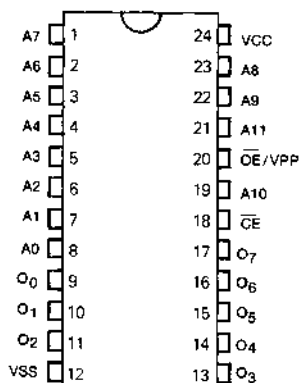 A7 1 24 VCC
A6 2 23 A8
A5 3 22 A9
A4 4 21 A11
A3 5 20 O̅E̅/VPP
A2 6 19 A10
A1 7 18 C̅E̅
A0 8 17 O₇
O₀ 9 16 O₆
O₁ 10 15 O₅
O₂ 11 14 O₄
VSS 12 13 O₃